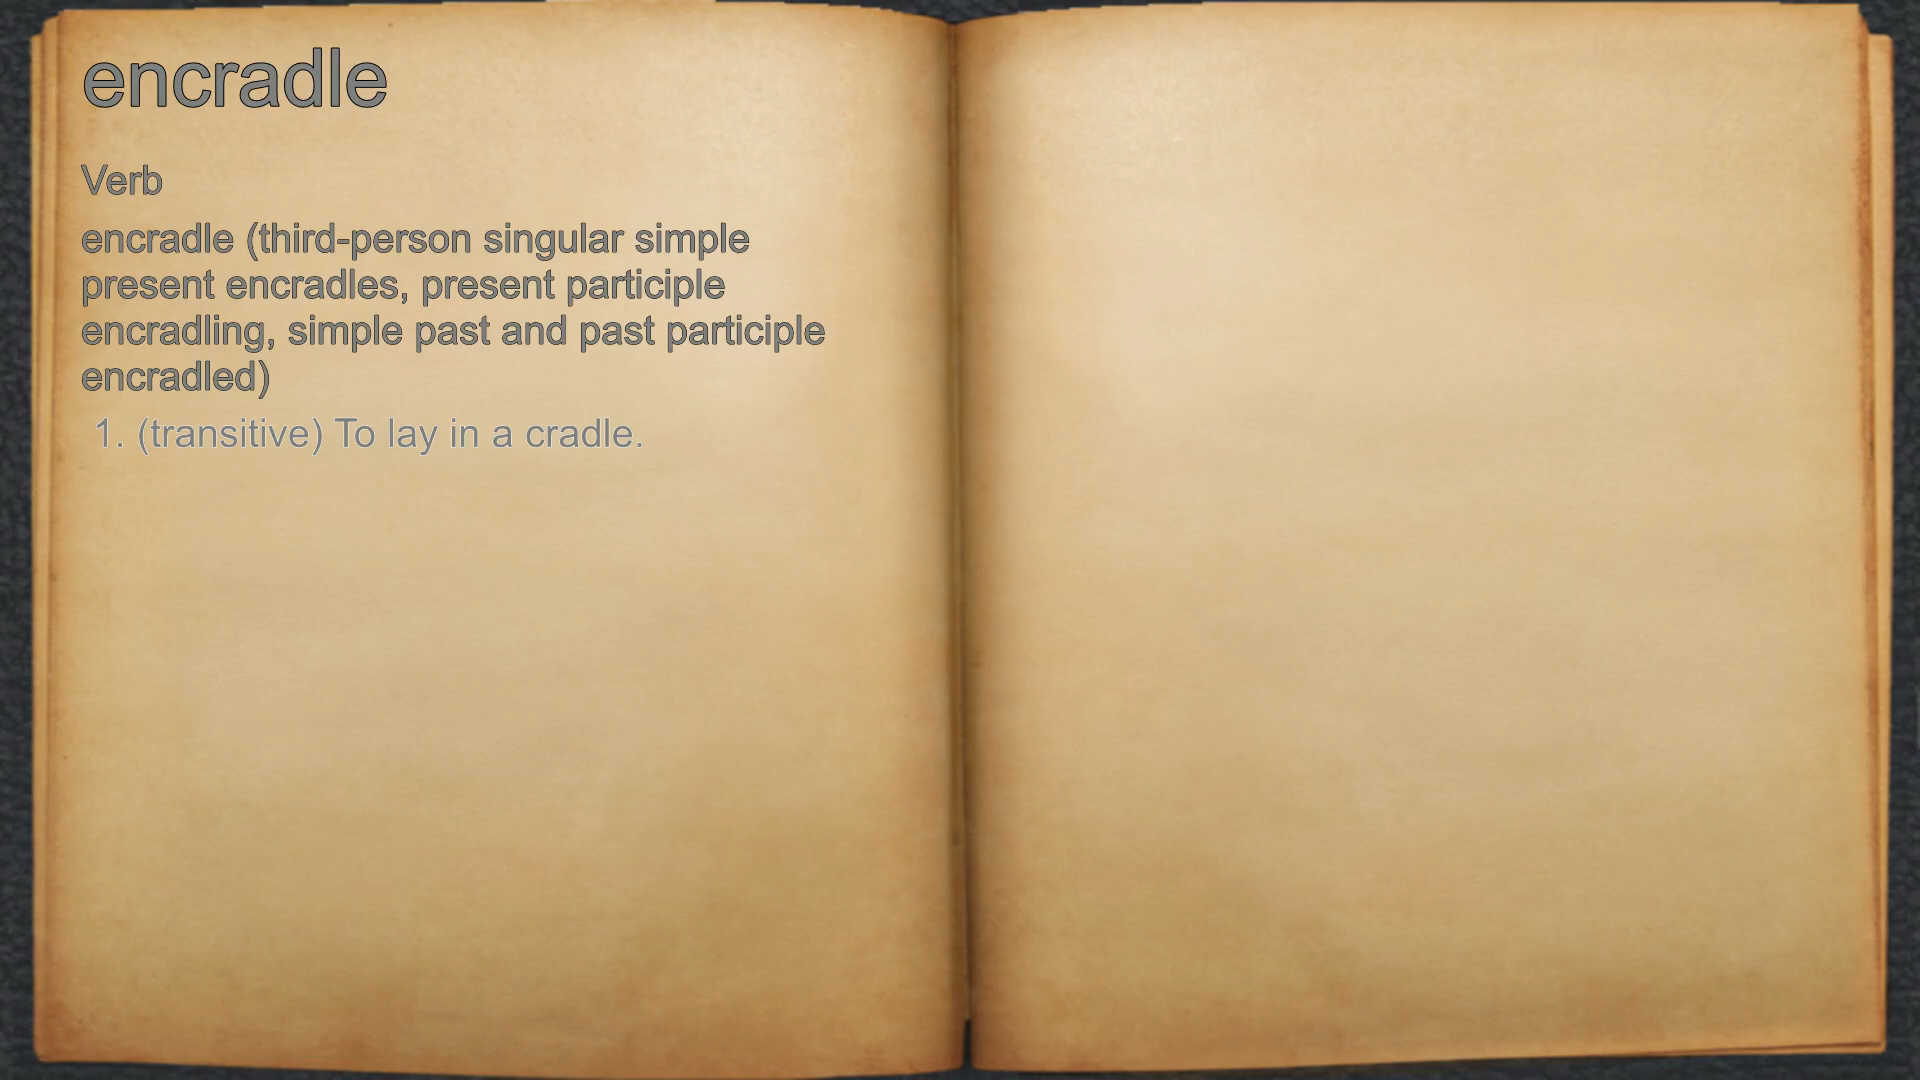 encradle
Verb
encradle (third-person singular simple
present encradles, present participle
encradling, simple past and past participle
encradled)
1. (transitive) To lay in a cradle.